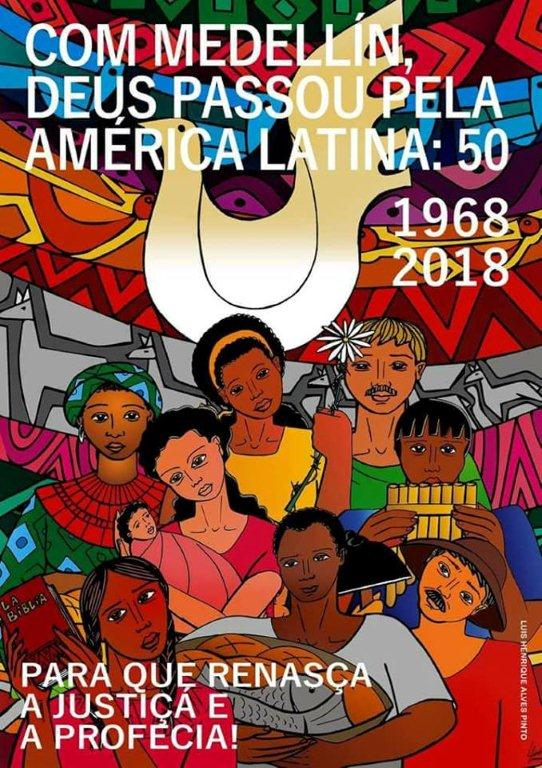 COM MEDELLÍN,
DEUS PASSOU PELA
AMÉRICA LATINA: 50
1968
2018
LA
BIBLIA
PARA QUE RENASÇA
A JUSTIÇA E
A PROFECIA!
LUIS HENRIQUE ALVES PINTO